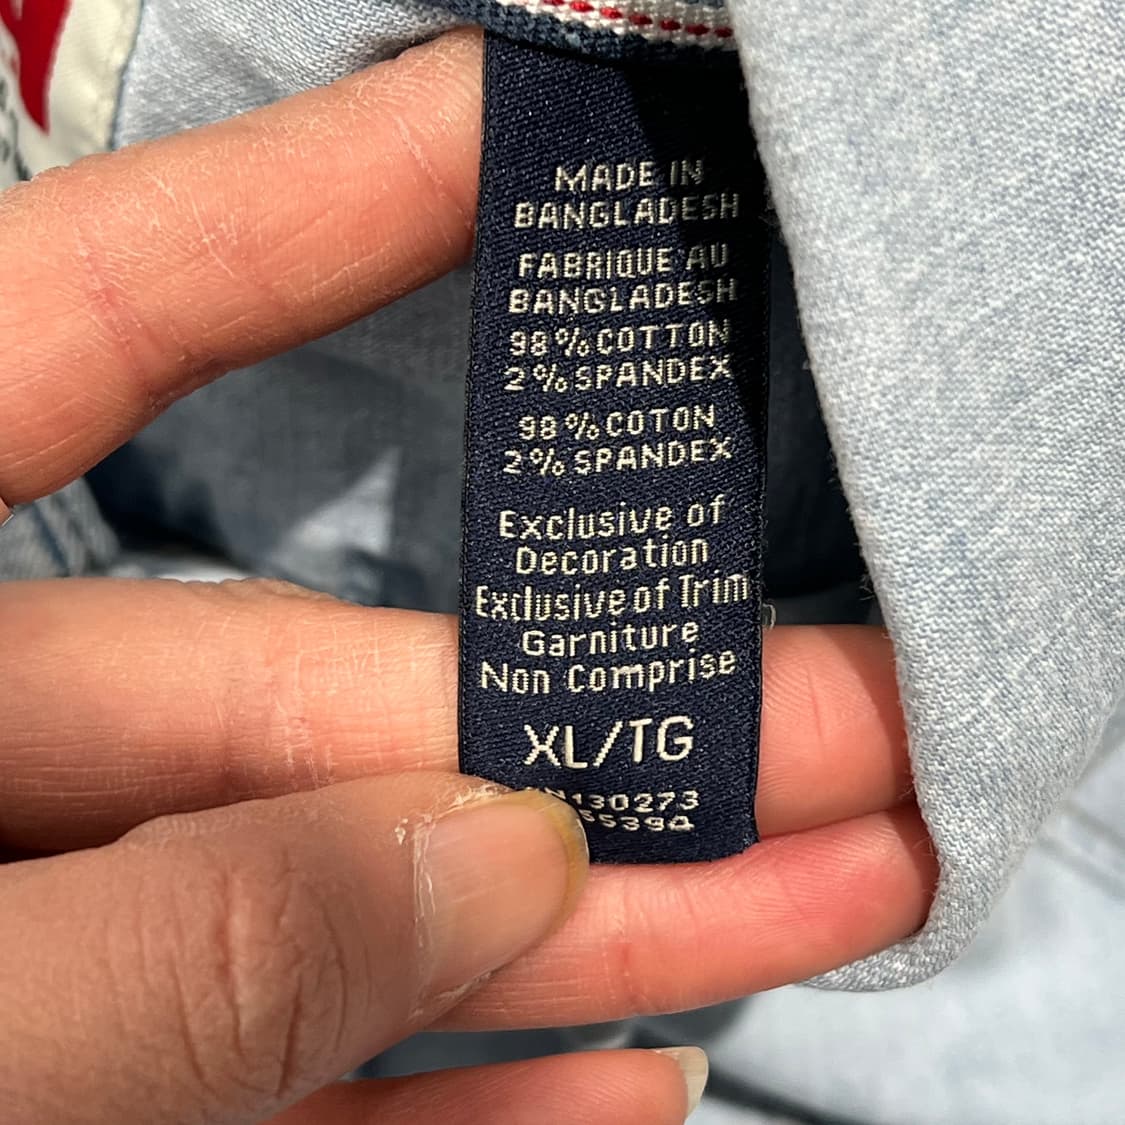 MADE IN
BANGLADESH
FABRIQUE AU
BANGLADESH
98% COTTON
2% SPANDEX
98% COTON
2% SPANDEX
Exclusive of
Decoration
Exclusive of Trim
Garniture
Non Comprise
XL/TG